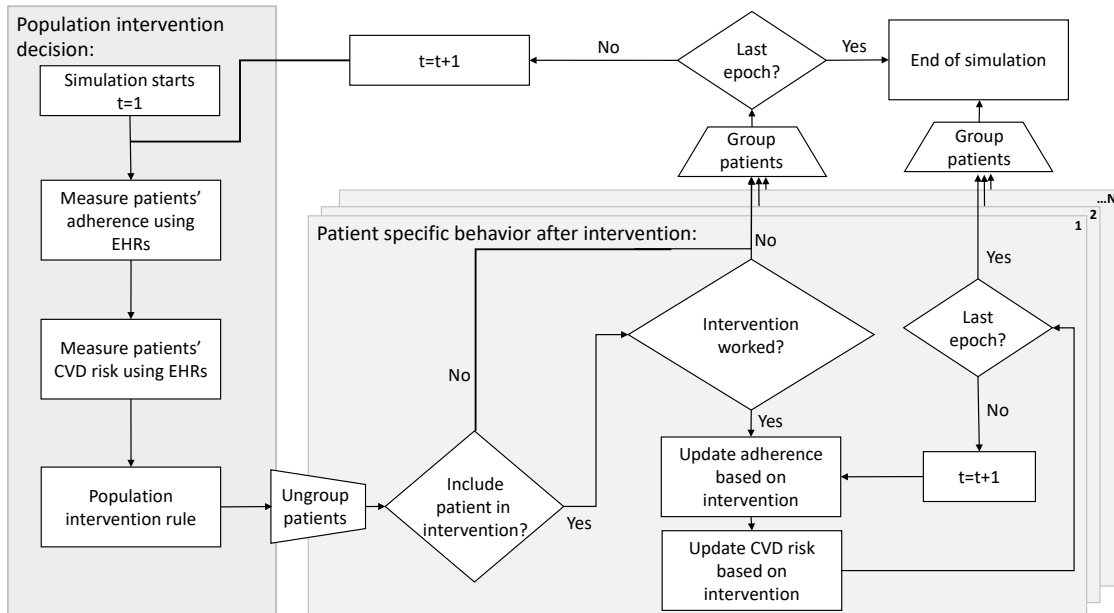 Population intervention
decision:
Simulation starts
t=1
Measure patients’
adherence using
EHRs
Measure patients’
CVD risk using EHRs
Population
intervention rule
Ungroup
patients
t=t+1
No
Last
epoch?
Yes
End of simulation
Group
patients
Group
patients
...N
2
1
Patient specific behavior after intervention:
No
Include
patient in
intervention?
Yes
No
Intervention
worked?
Yes
Update adherence
based on
intervention
Update CVD risk
based on
intervention
Yes
Last
epoch?
No
t=t+1